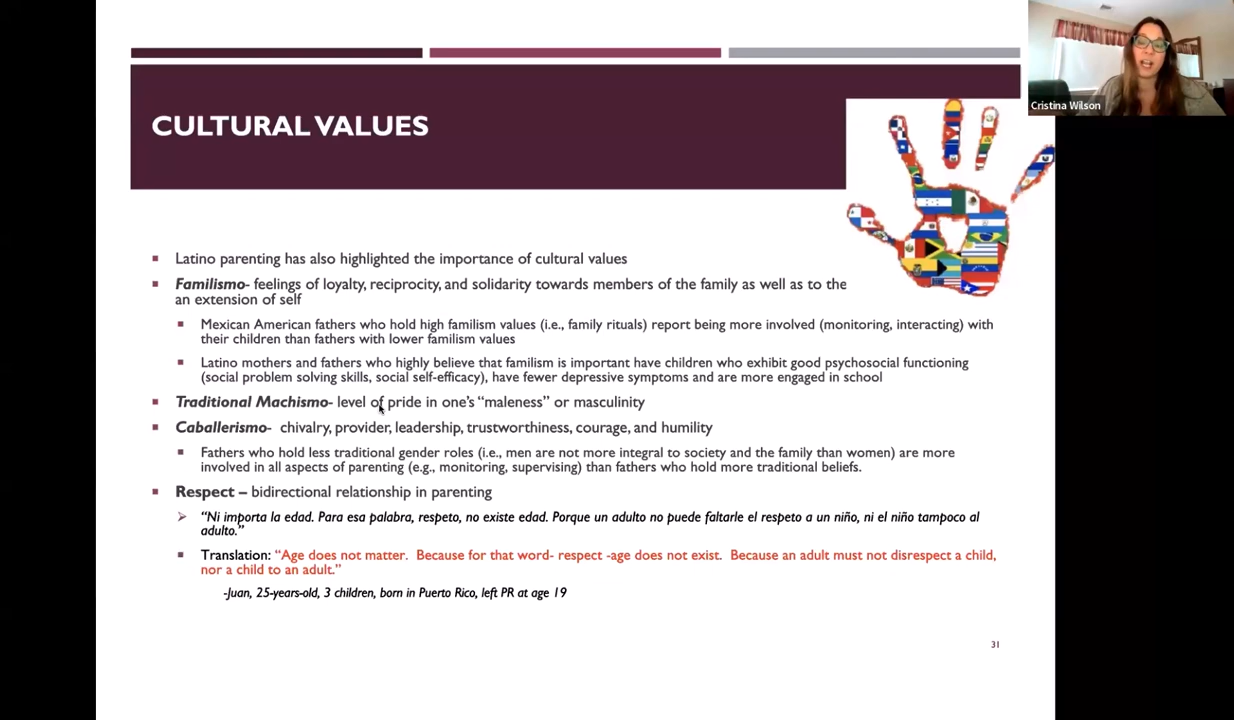 CULTURAL VALUES
Cristina Wilson
Latino parenting has also highlighted the importance of cultural values
Familismo- feelings of loyalty, reciprocity, and solidarity towards members of the family as well as to the
an extension of self
Mexican American fathers who hold high familism values (i.e., family rituals) report being more involved (monitoring, interacting) with
their children than fathers with lower familism values
Latino mothers and fathers who highly believe that familism is important have children who exhibit good psychosocial functioning
(social problem solving skills, social self-efficacy), have fewer depressive symptoms and are more engaged in school
Traditional Machismo- level of pride in one's “maleness” or masculinity
Caballerismo- chivalry, provider, leadership, trustworthiness, courage, and humility
Fathers who hold less traditional gender roles (i.e., men are not more integral to society and the family than women) are more
involved in all aspects of parenting (e.g., monitoring, supervising) than fathers who hold more traditional beliefs.
Respect – bidirectional relationship in parenting
“Ni importa la edad. Para esa palabra, respeto, no existe edad. Porque un adulto no puede faltarle el respeto a un niño, ni el niño tampoco al
adulto.”
Translation: “Age does not matter. Because for that word- respect -age does not exist. Because an adult must not disrespect a child,
nor a child to an adult.”
-Juan, 25-years-old, 3 children, born in Puerto Rico, left PR at age 19
31